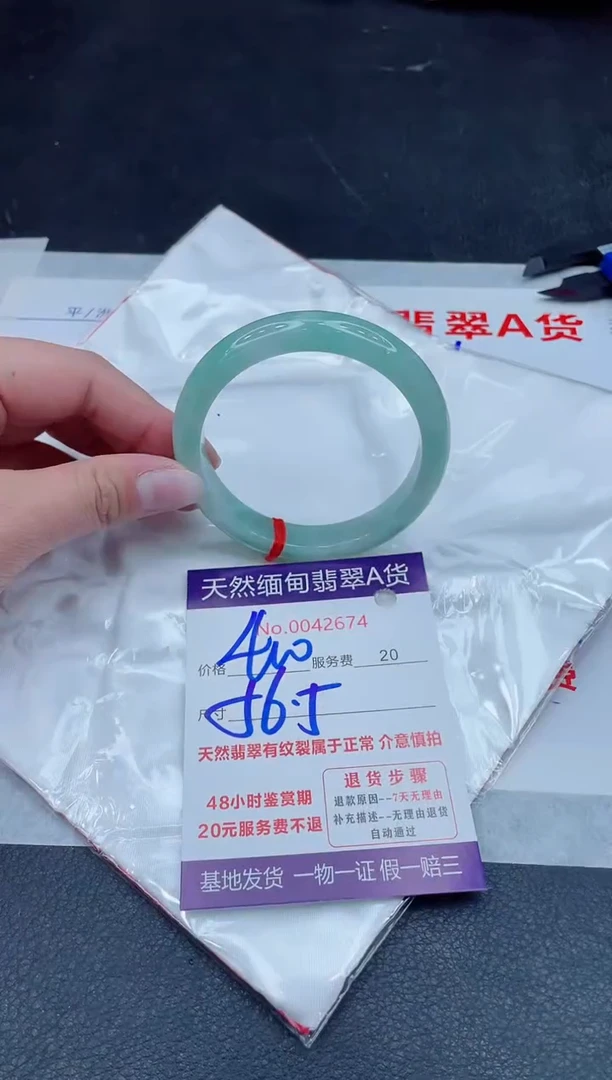 翡翠A货
天然缅甸翡翠A货
No.0042674
价格 400 服务费 20
尺寸 56.5
天然翡翠有纹裂属于正常 介意慎拍
48小时鉴赏期
20元服务费不退
退货步骤
退款原因--7天无理由
补充描述--无理由退货
自动通过
基地发货 一物一证 假一赔三